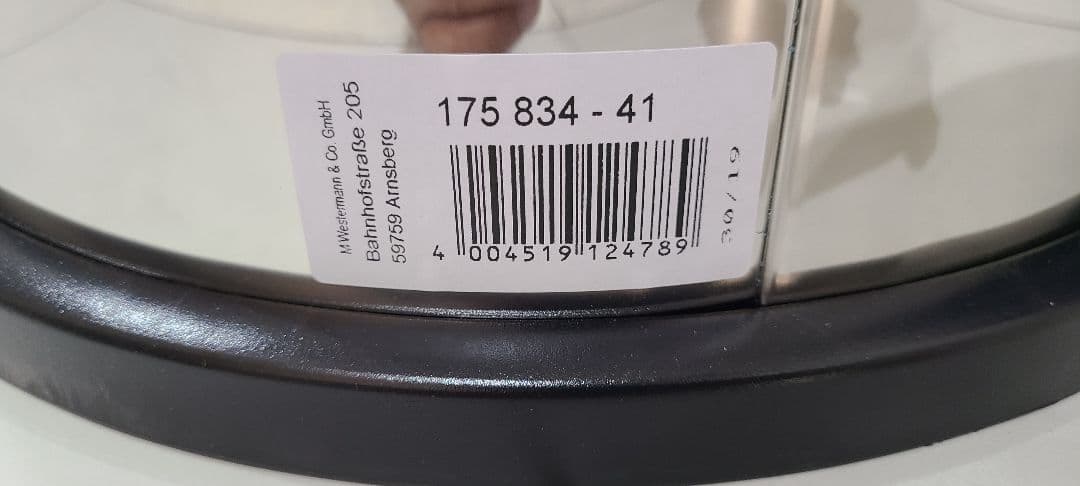 M Westermann & Co. GmbH
Bahnhofstraße 205
59759 Arnsberg
175 834 - 41
4 004519 124789
30/19